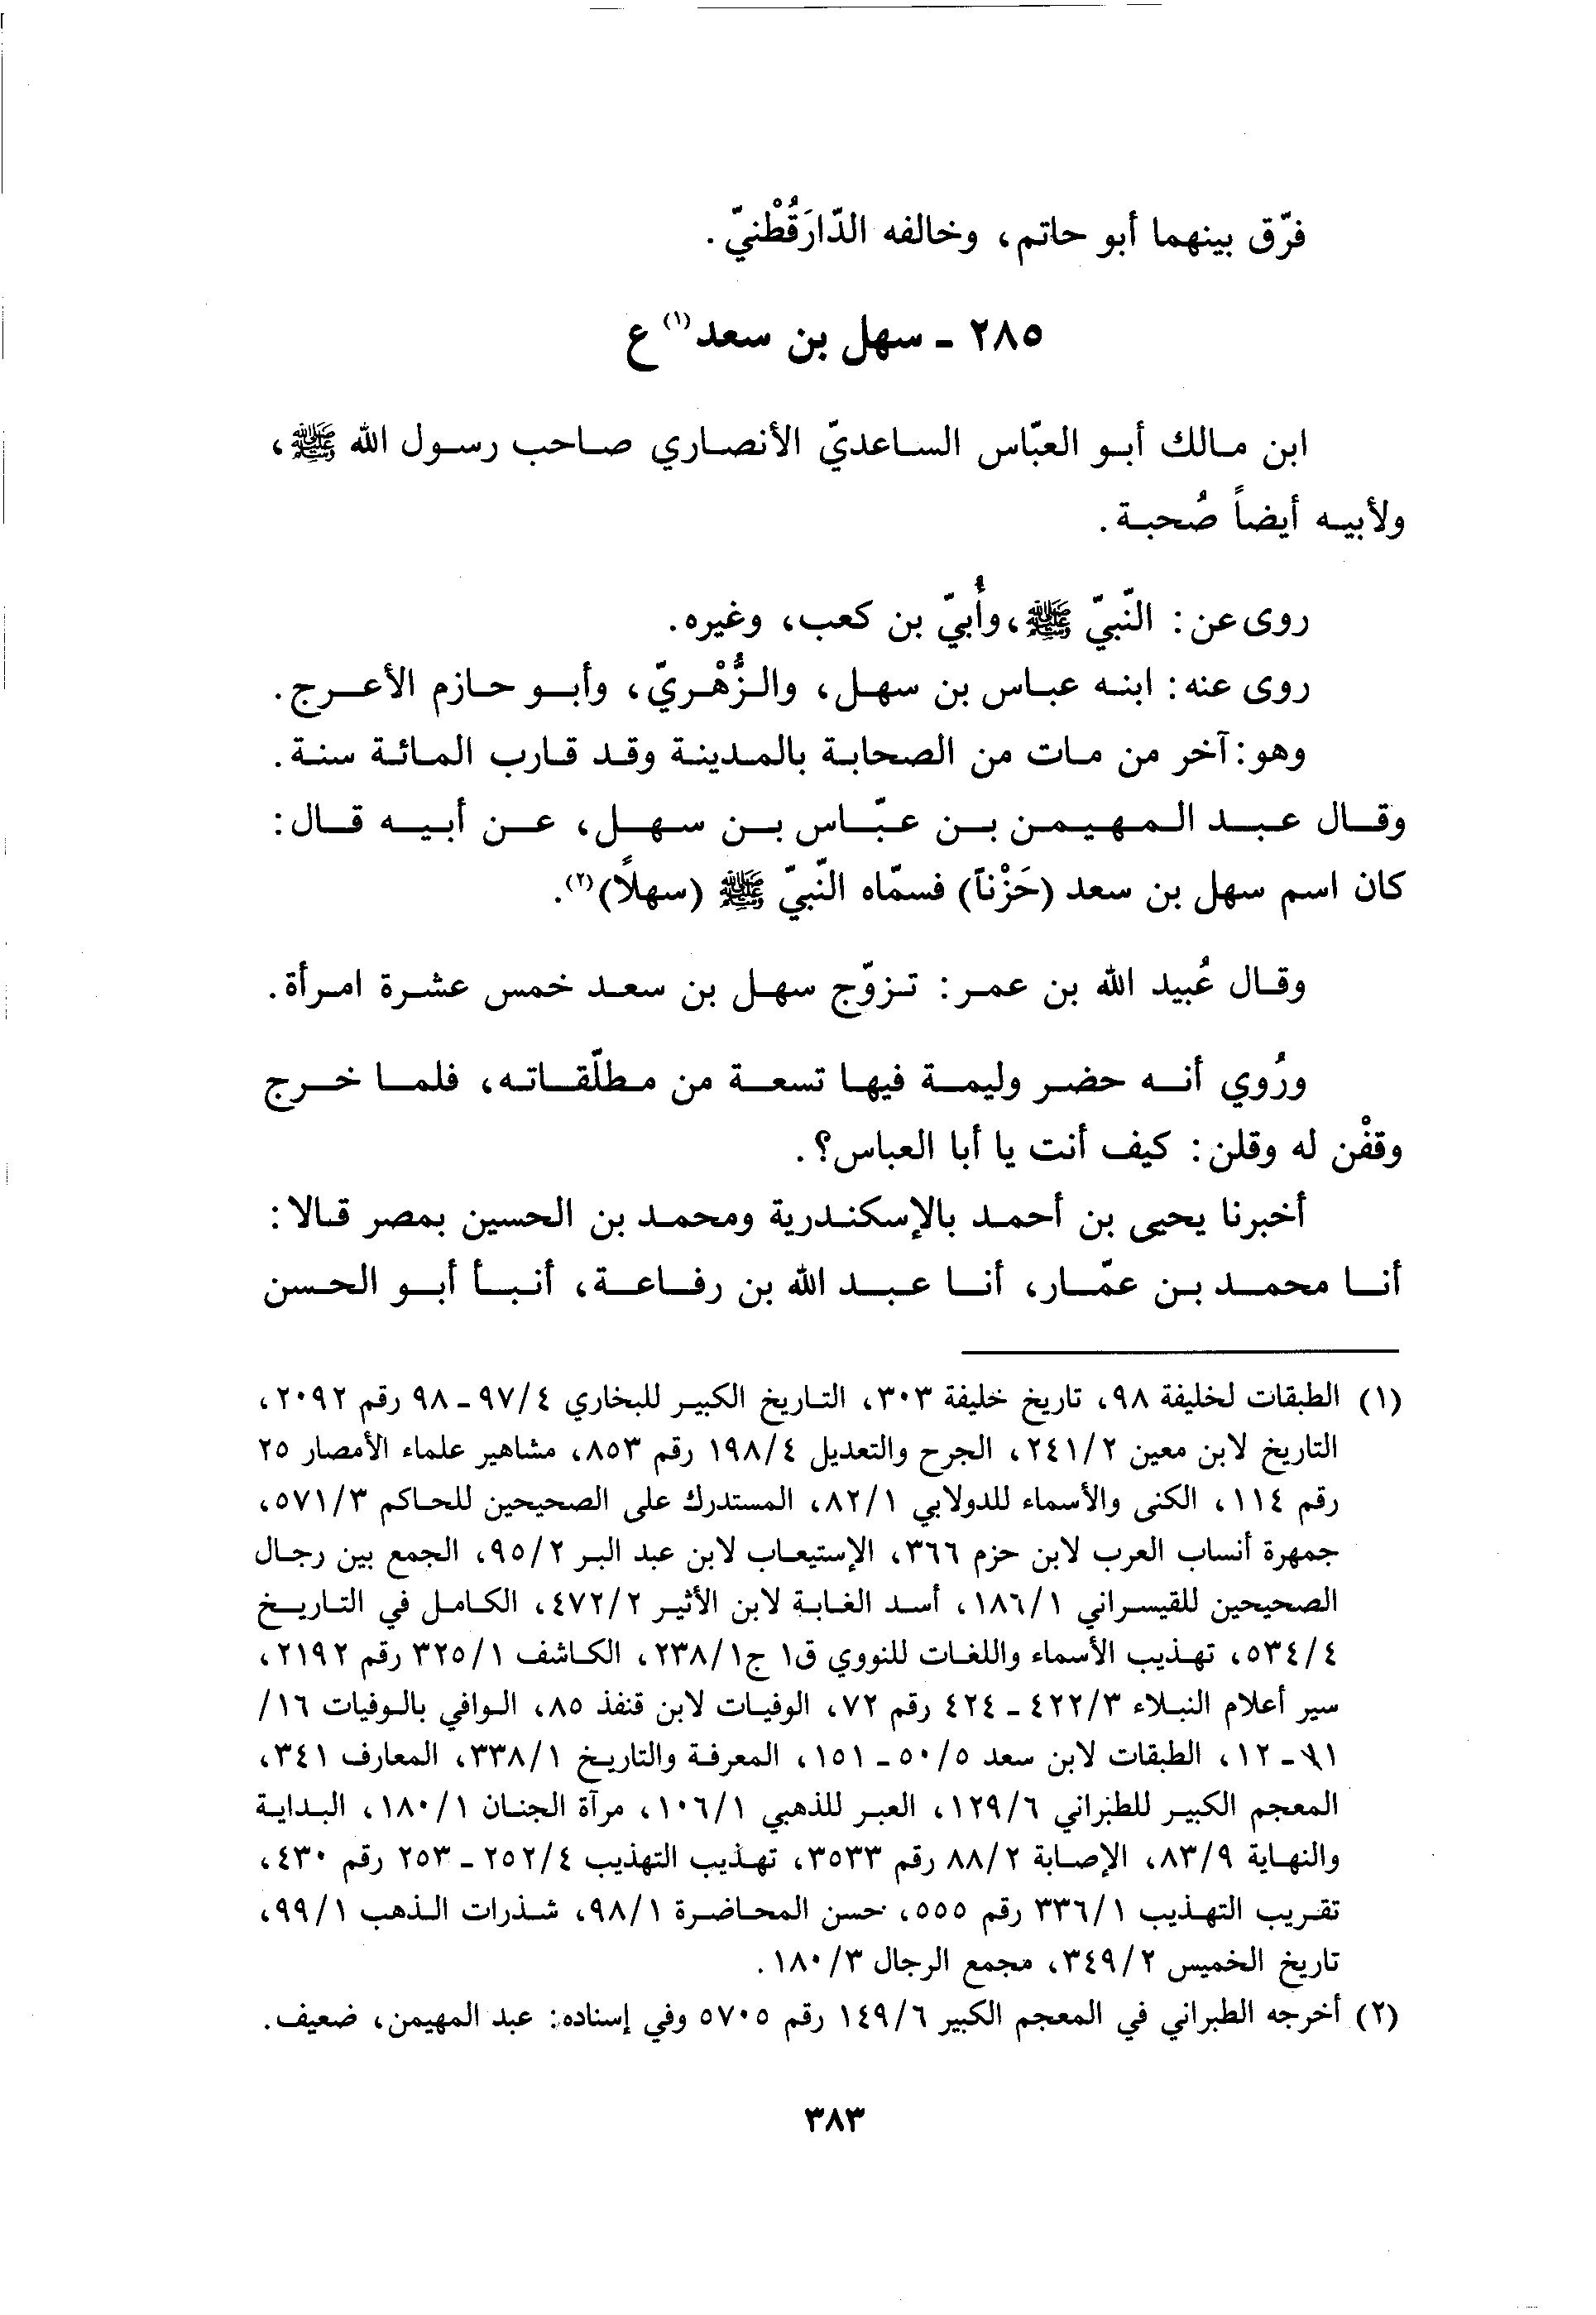 فرّق بينهما أبو حاتم، وخالفه الدّارَقُطْنيّ.
٢٨٥ - سهل بن سعد(١) ع
ابن مالك أبو العبّاس الساعديّ الأنصاري صاحب رسول الله ﷺ،
ولأبيه أيضاً صُحبة.
روى عن: النّبيّ ﷺ، وأُبيّ بن كعب، وغيره.
روى عنه: ابنه عباس بن سهل، والزُّهْريّ، وأبو حازم الأعرج.
وهو: آخر من مات من الصحابة بالمدينة وقد قارب المائة سنة.
وقال عبد المهيمن بن عبّاس بن سهل، عن أبيه قال:
كان اسم سهل بن سعد (حَزْناً) فسمّاه النّبيّ ﷺ (سهلاً)(٢).
وقال عُبيد الله بن عمر: تزوّج سهل بن سعد خمس عشرة امرأة.
ورُوي أنه حضر وليمة فيها تسعة من مطلّقاته، فلما خرج
وقفْن له وقلن: كيف أنت يا أبا العباس؟.
أخبرنا يحيى بن أحمد بالإسكندرية ومحمد بن الحسين بمصر قالا:
أنا محمد بن عمّار، أنا عبد الله بن رفاعة، أنبأ أبو الحسن
(١) الطبقات لخليفة ٩٨، تاريخ خليفة ٣٠٣، التاريخ الكبير للبخاري ٤/٩٧ - ٩٨ رقم ٢٠٩٢،
التاريخ لابن معين ٢/٢٤١، الجرح والتعديل ٤/١٩٨ رقم ٨٥٣، مشاهير علماء الأمصار ٢٥
رقم ١١٤، الكنى والأسماء للدولابي ١/٨٢، المستدرك على الصحيحين للحاكم ٣/٥٧١،
جمهرة أنساب العرب لابن حزم ٣٦٦، الإستيعاب لابن عبد البر ٢/٩٥، الجمع بين رجال
الصحيحين للقيسراني ١/١٨٦، أسد الغابة لابن الأثير ٢/٤٧٢، الكامل في التاريخ
٤/٥٣٤، تهذيب الأسماء واللغات للنووي ق١ ج١/٢٣٨، الكاشف ١/٣٢٥ رقم ٢١٩٢،
سير أعلام النبلاء ٣/٤٢٢ - ٤٢٤ رقم ٧٢، الوفيات لابن قنفذ ٨٥، الوافي بالوفيات ١٦/
١١ - ١٢، الطبقات لابن سعد ٥/٥٠ - ١٥١، المعرفة والتاريخ ١/٣٣٨، المعارف ٣٤١،
المعجم الكبير للطبراني ٦/١٢٩، العبر للذهبي ١/١٠٦، مرآة الجنان ١/١٨٠، البداية
والنهاية ٩/٨٣، الإصابة ٢/٨٨ رقم ٣٥٣٣، تهذيب التهذيب ٤/٢٥٢ - ٢٥٣ رقم ٤٣٠،
تقريب التهذيب ١/٣٣٦ رقم ٥٥٥، حسن المحاضرة ١/٩٨، شذرات الذهب ١/٩٩،
تاريخ الخميس ٢/٣٤٩، مجمع الرجال ٣/١٨٠.
(٢) أخرجه الطبراني في المعجم الكبير ٦/١٤٩ رقم ٥٧٠٥ وفي إسناده: عبد المهيمن، ضعيف.
٣٨٣